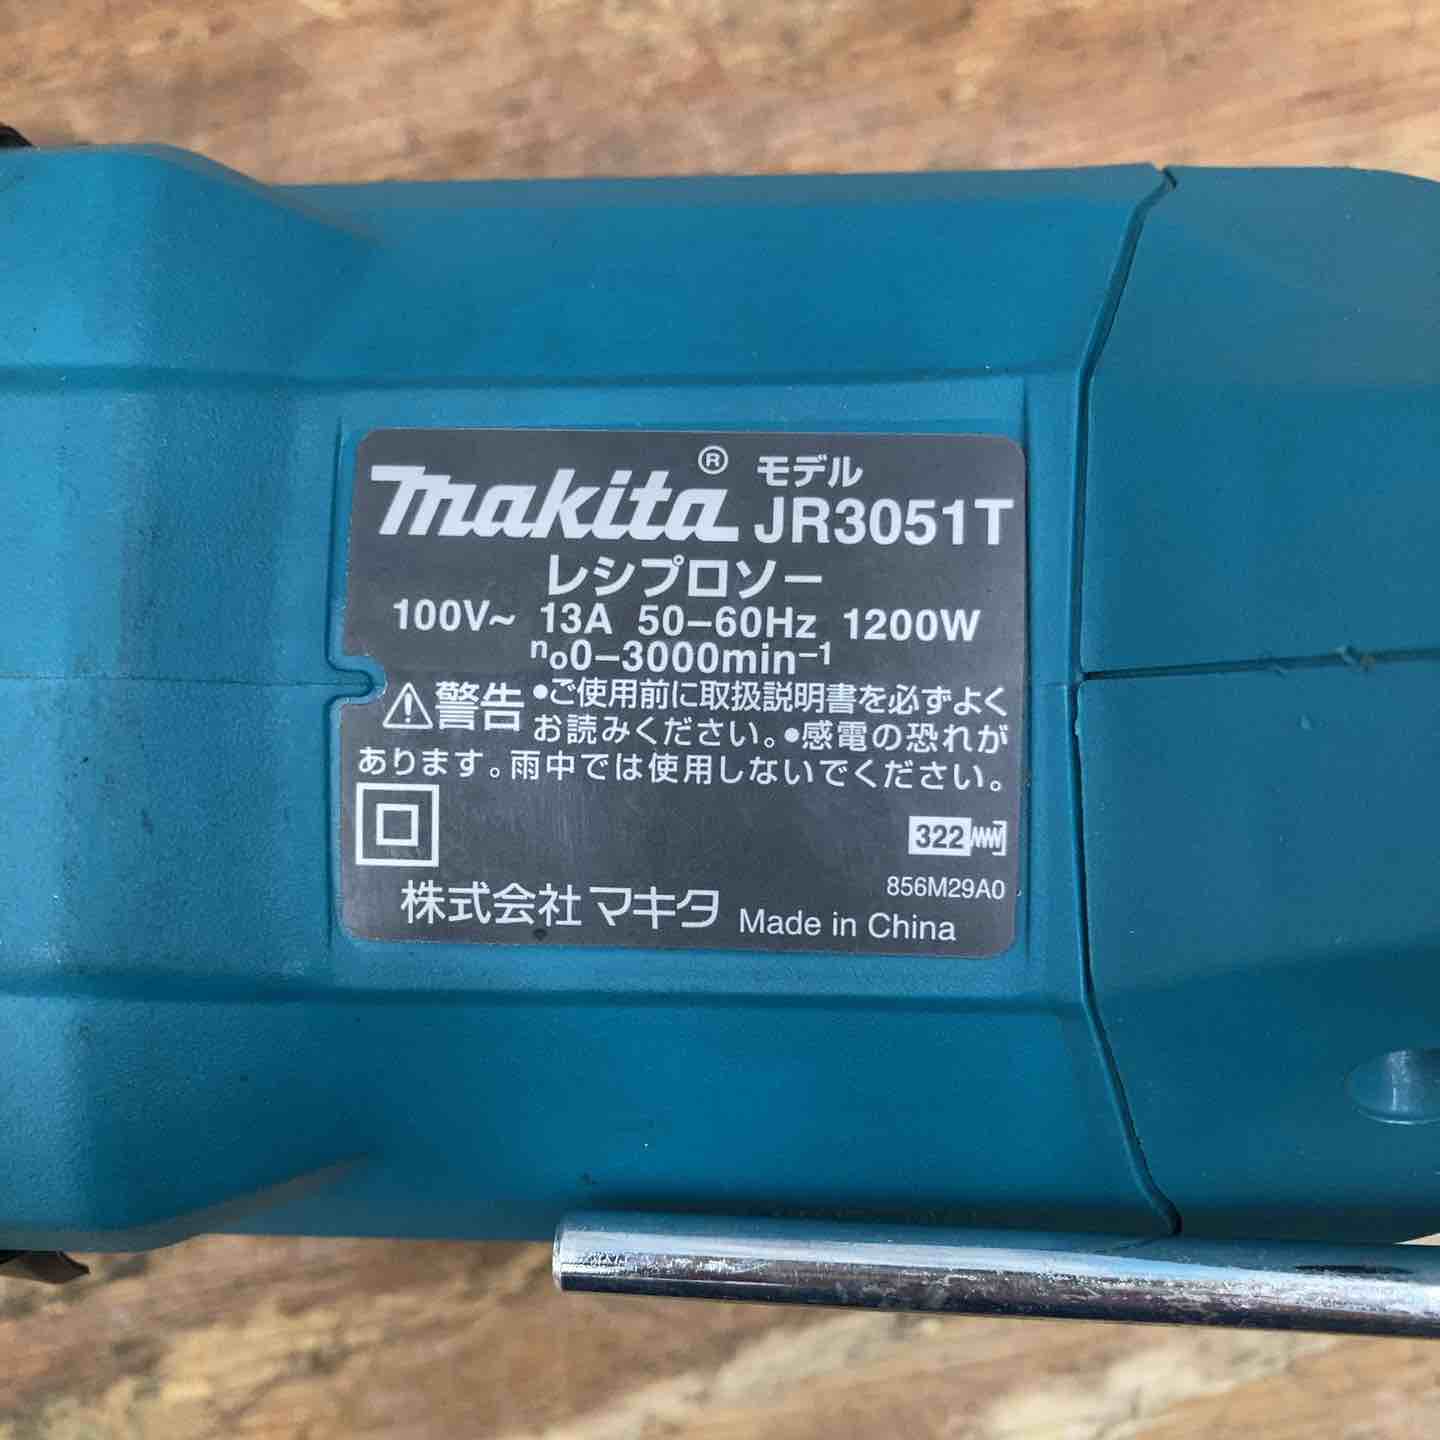 makita® モデル
JR3051T
レシプロソー
100V~ 13A 50-60Hz 1200W
n₀0-3000min⁻¹
⚠警告 •ご使用前に取扱説明書を必ずよく
お読みください。•感電の恐れが
あります。雨中では使用しないでください。
322
856M29A0
株式会社マキタ Made in China